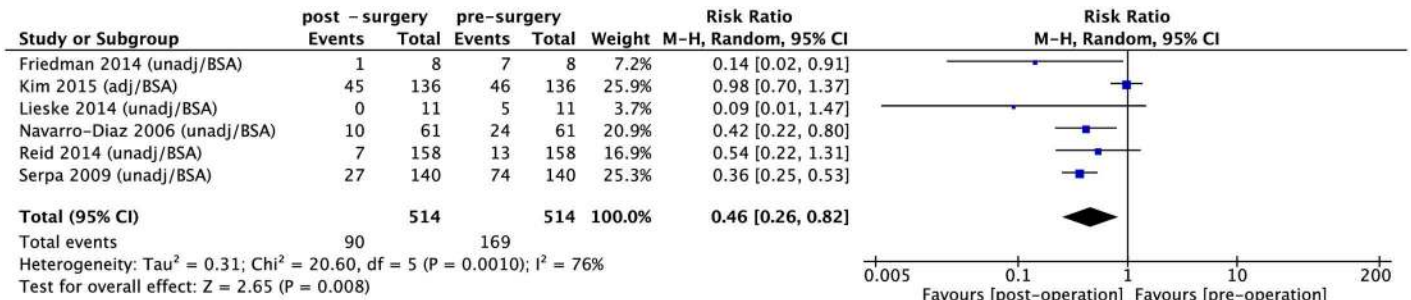 post – surgery pre-surgery Risk Ratio Risk Ratio
Study or Subgroup Events Total Events Total Weight M-H, Random, 95% CI M-H, Random, 95% CI
Friedman 2014 (unadj/BSA) 1 8 7 8 7.2% 0.14 [0.02, 0.91]
Kim 2015 (adj/BSA) 45 136 46 136 25.9% 0.98 [0.70, 1.37]
Lieske 2014 (unadj/BSA) 0 11 5 11 3.7% 0.09 [0.01, 1.47]
Navarro-Diaz 2006 (unadj/BSA) 10 61 24 61 20.9% 0.42 [0.22, 0.80]
Reid 2014 (unadj/BSA) 7 158 13 158 16.9% 0.54 [0.22, 1.31]
Serpa 2009 (unadj/BSA) 27 140 74 140 25.3% 0.36 [0.25, 0.53]
Total (95% CI) 514 514 100.0% 0.46 [0.26, 0.82]
Total events 90 169
Heterogeneity: Tau² = 0.31; Chi² = 20.60, df = 5 (P = 0.0010); I² = 76%
Test for overall effect: Z = 2.65 (P = 0.008)
0.005 0.1 1 10 200
Favours [post-operation] Favours [pre-operation]